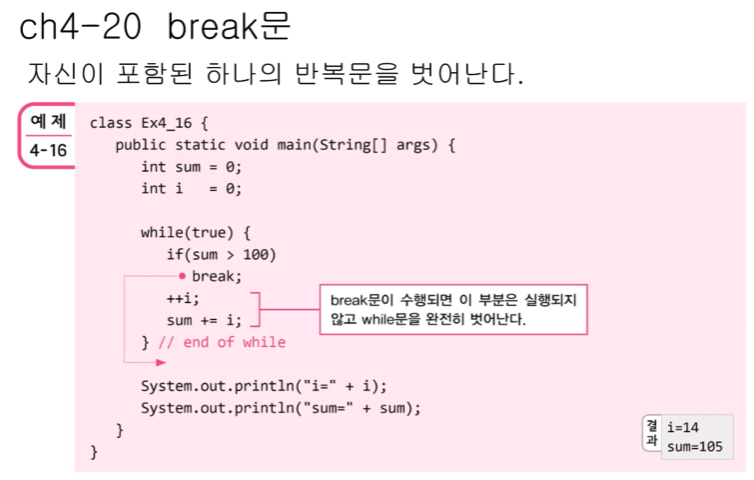 ch4-20 break문
자신이 포함된 하나의 반복문을 벗어난다.
예제
4-16
class Ex4_16 {
public static void main(String[] args) {
int sum = 0;
int i   = 0;
while(true) {
if(sum > 100)
break;
++i;
sum += i;
break문이 수행되면 이 부분은 실행되지
않고 while문을 완전히 벗어난다.
} // end of while
System.out.println("i=" + i);
System.out.println("sum=" + sum);
}
}
결과
i=14
sum=105